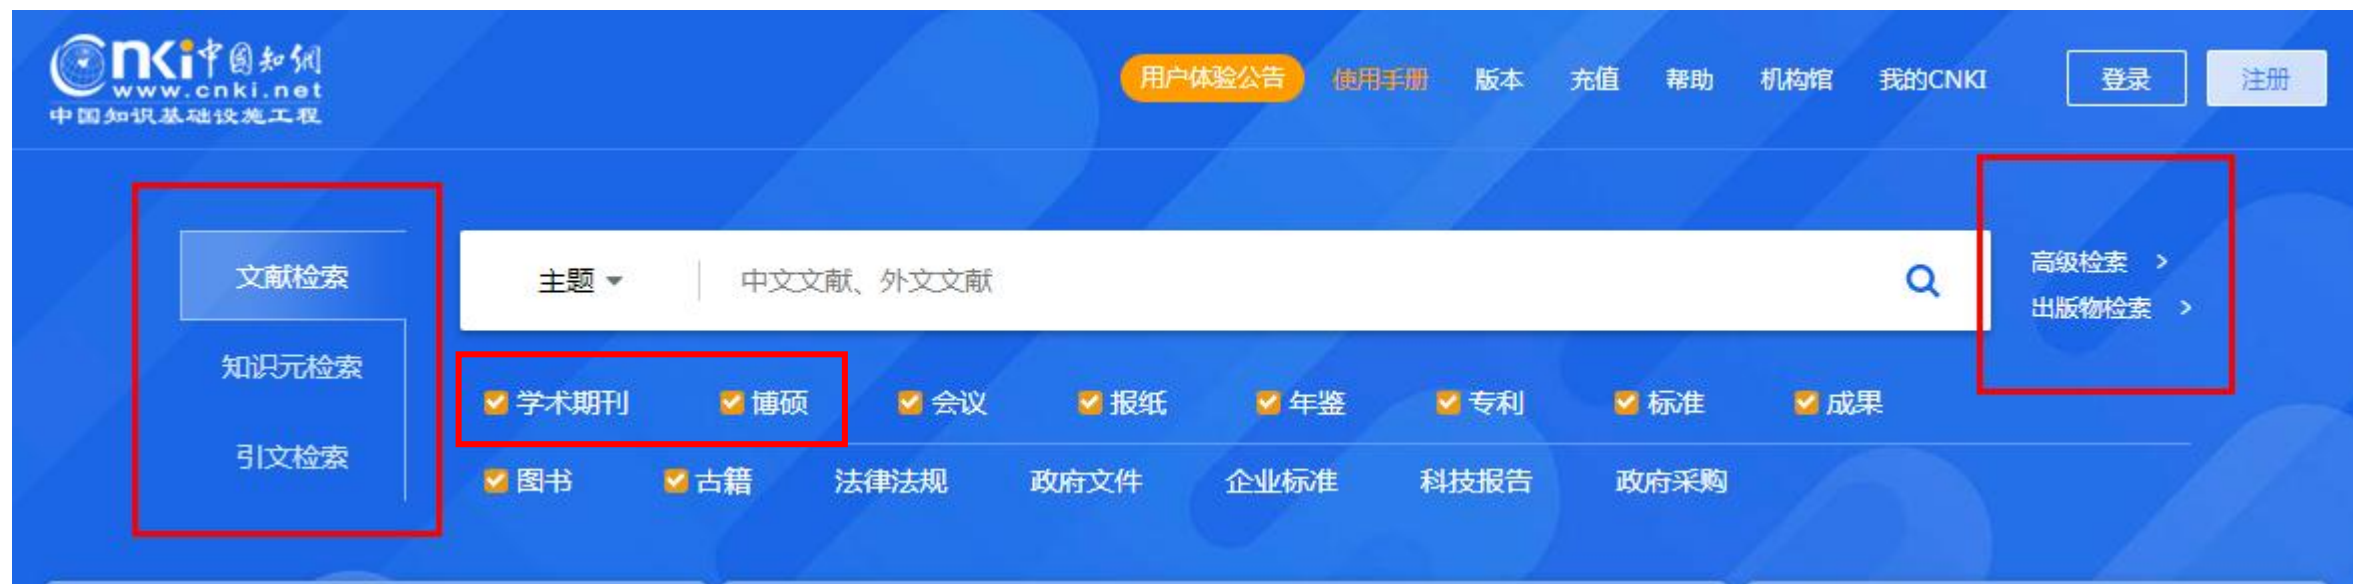 cnki中国知网
www.cnki.net
中国知识基础设施工程
用户体验公告 使用手册 版本 充值 帮助 机构馆 我的CNKI 登录 注册
文献检索
知识元检索
引文检索
主题 中文文献、外文文献
高级检索 >
出版物检索 >
学术期刊 博硕 会议 报纸 年鉴 专利 标准 成果
图书 古籍 法律法规 政府文件 企业标准 科技报告 政府采购